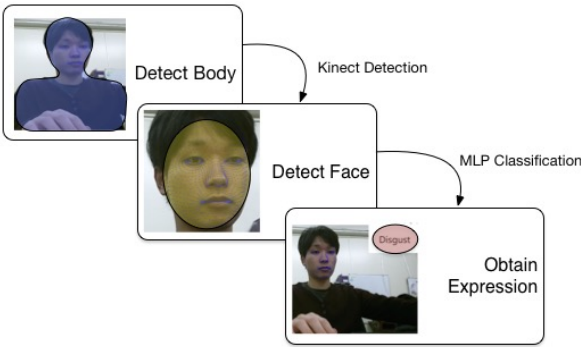 Detect Body
Kinect Detection
Detect Face
MLP Classification
Disgust
Obtain
Expression